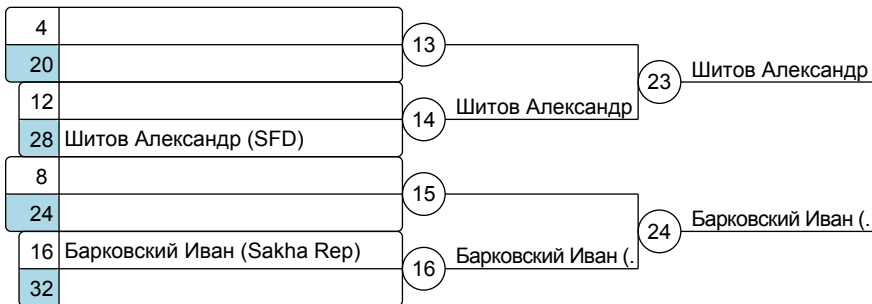 4
13
20
23
Шитов Александр
12
14
Шитов Александр
28 Шитов Александр (SFD)
8
15
24
24
Барковский Иван (.
16 Барковский Иван (Sakha Rep)
16
Барковский Иван (.
32